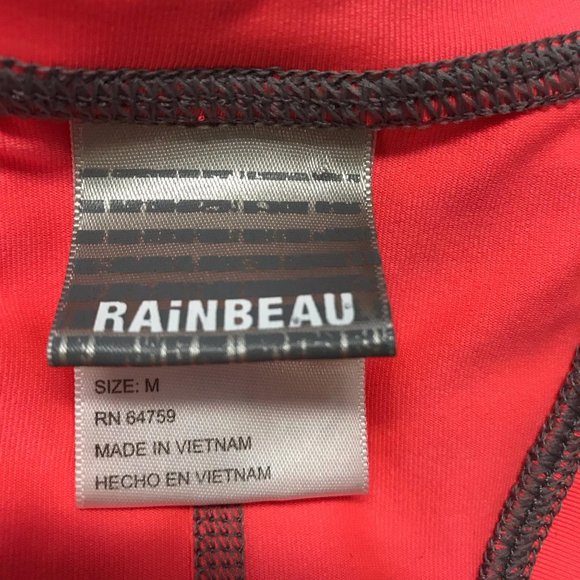 RAiNBEAU
SIZE: M
RN 64759
MADE IN VIETNAM
HECHO EN VIETNAM